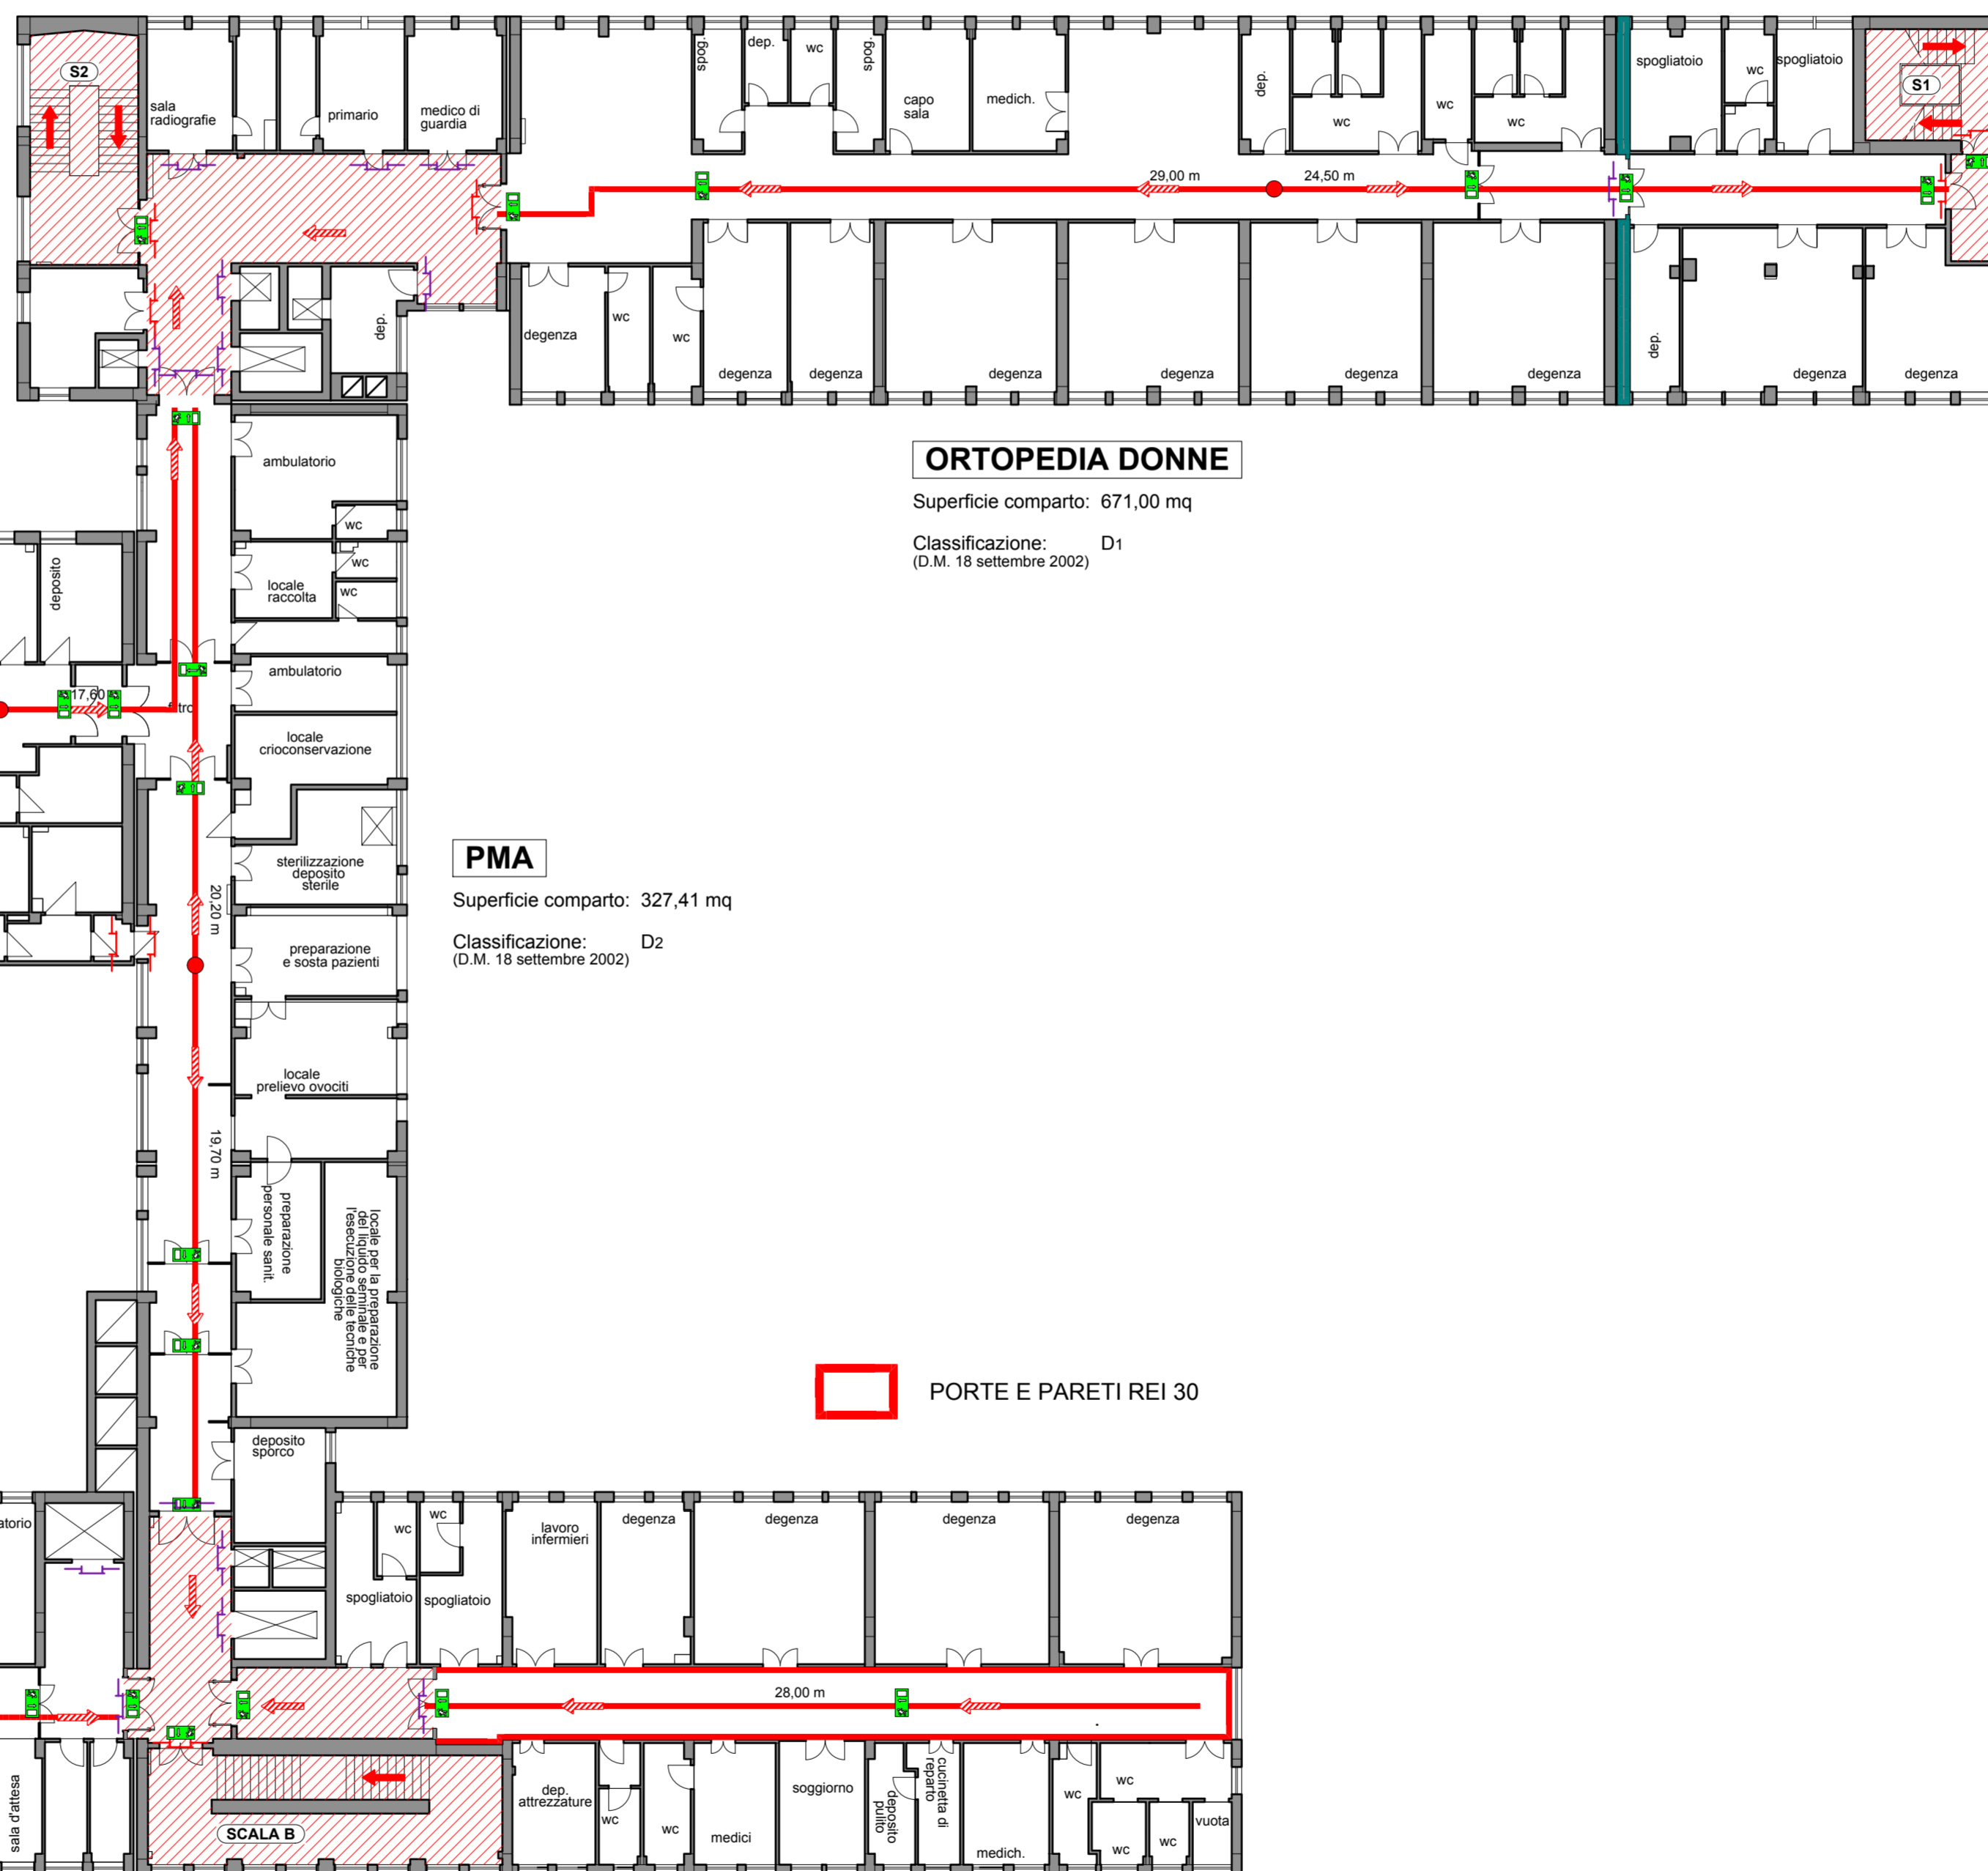 S2
sala
radiografie
primario
medico di
guardia
spog.
dep.
wc
spog.
capo
sala
medich.
dep.
wc
wc
wc
spogliatoio
wc
spogliatoio
S1
29,00 m
24,50 m
dep.
degenza
wc
wc
degenza
degenza
degenza
degenza
degenza
degenza
dep.
degenza
degenza
ORTOPEDIA DONNE
Superficie comparto: 671,00 mq
Classificazione: D1
(D.M. 18 settembre 2002)
ambulatorio
wc
deposito
locale
raccolta
wc
wc
ambulatorio
17,60
locale
crioconservazione
sterilizzazione
deposito
sterile
20,20 m
PMA
Superficie comparto: 327,41 mq
Classificazione: D2
(D.M. 18 settembre 2002)
preparazione
e sosta pazienti
locale
prelievo ovociti
19,70 m
preparazione
personale sanit.
locale per la preparazione
del liquido seminale e per
l'esecuzione delle tecniche
biologiche
PORTE E PARETI REI 30
deposito
sporco
atorio
wc
wc
lavoro
infermieri
degenza
degenza
degenza
degenza
spogliatoio
spogliatoio
28,00 m
sala d'attesa
SCALA B
dep.
attrezzature
wc
wc
medici
soggiorno
deposito
pulito
cucinetta di
reparto
medich.
wc
wc
wc
wc
vuota